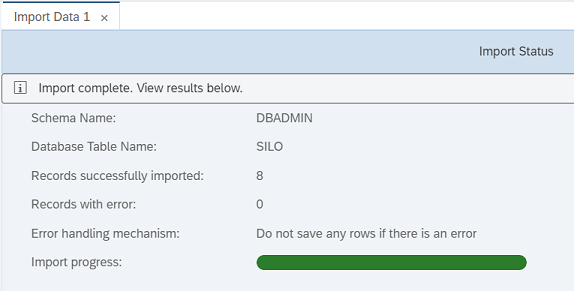 Import Data 1 ×
Import Status
Import complete. View results below.
Schema Name: DBADMIN
Database Table Name: SILO
Records successfully imported: 8
Records with error: 0
Error handling mechanism: Do not save any rows if there is an error
Import progress: